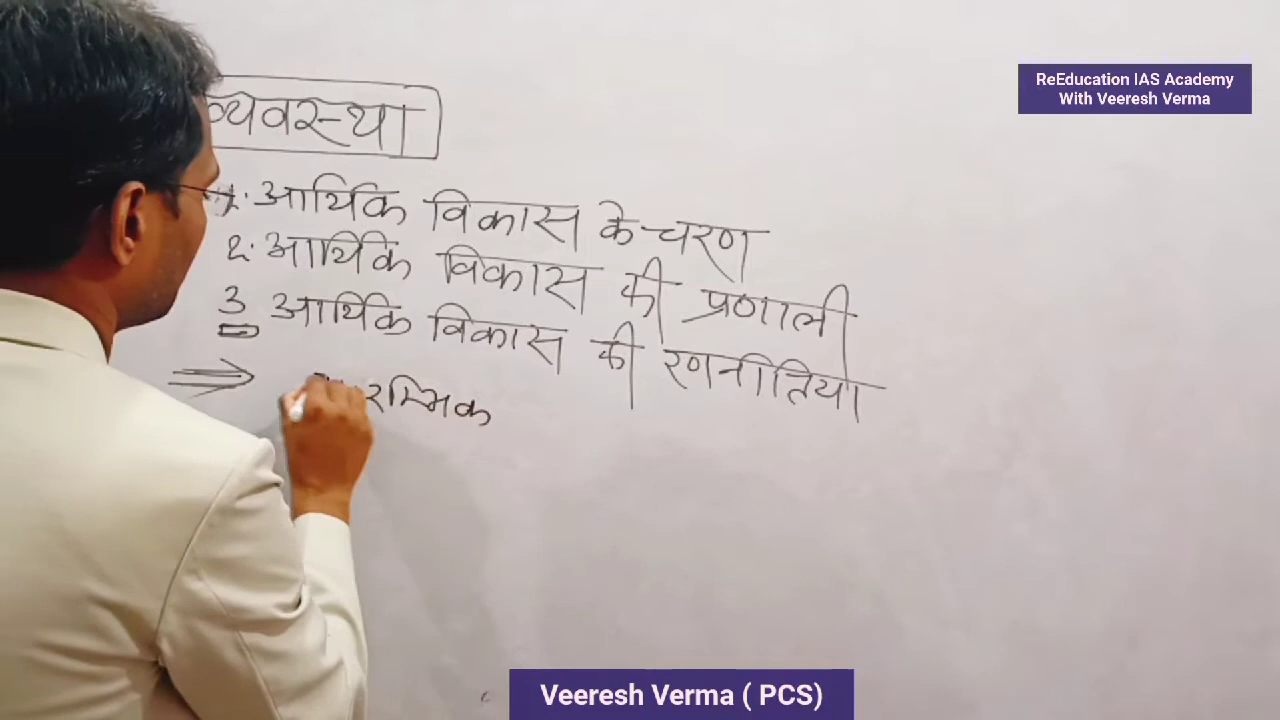 ReEducation IAS Academy
With Veeresh Verma
व्यवस्था
1. आर्थिक विकास के चरण
2. आर्थिक विकास की प्रणाली
3 आर्थिक विकास की रणनीतिया
⇒
Veeresh Verma ( PCS)